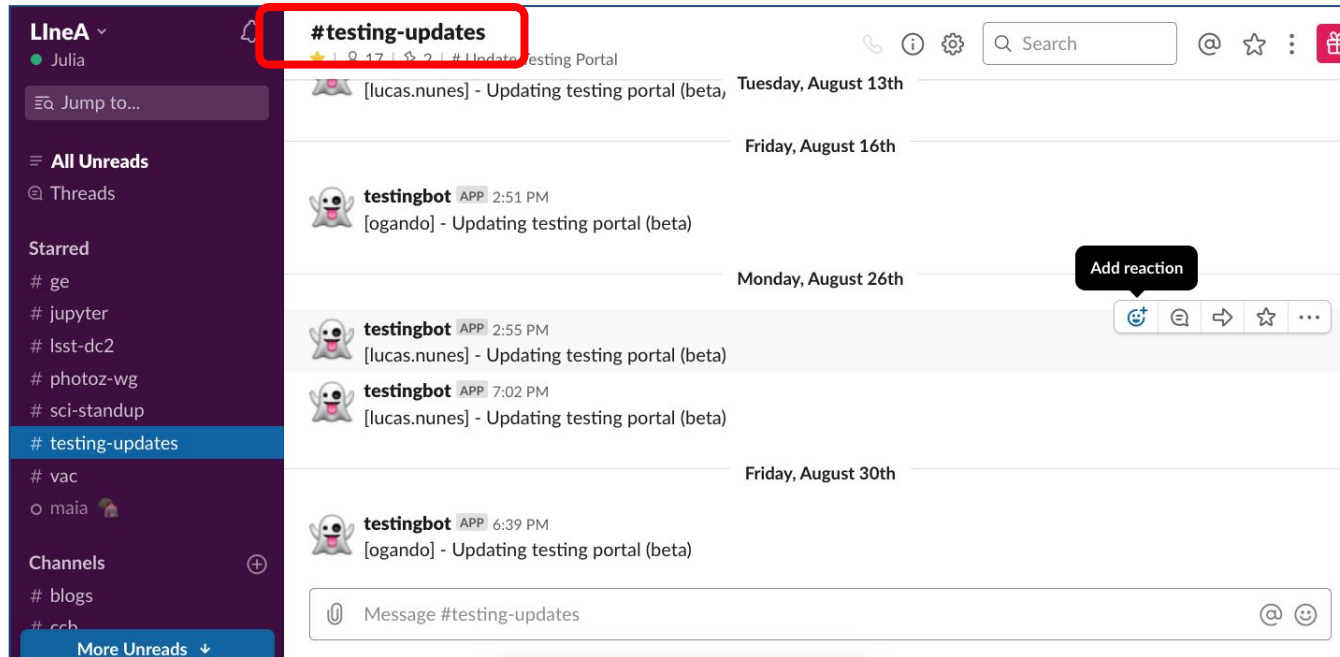 LIneA
Julia
Jump to...
All Unreads
Threads
Starred
# ge
# jupyter
# lsst-dc2
# photoz-wg
# sci-standup
# testing-updates
# vac
maia
Channels
# blogs
# ccb
More Unreads
#testing-updates
17 | 2 | # Update Testing Portal
Search
[lucas.nunes] - Updating testing portal (beta)
Tuesday, August 13th
Friday, August 16th
testingbot APP 2:51 PM
[ogando] - Updating testing portal (beta)
Monday, August 26th
Add reaction
testingbot APP 2:55 PM
[lucas.nunes] - Updating testing portal (beta)
testingbot APP 7:02 PM
[lucas.nunes] - Updating testing portal (beta)
Friday, August 30th
testingbot APP 6:39 PM
[ogando] - Updating testing portal (beta)
Message #testing-updates